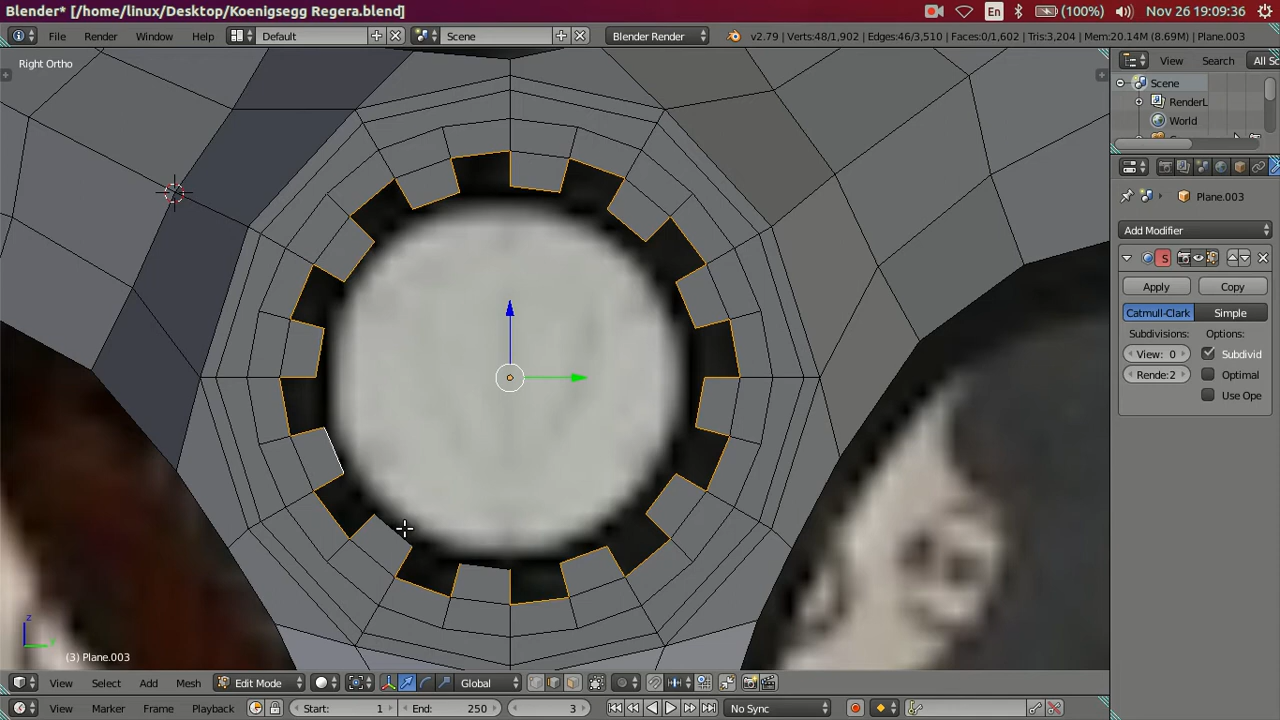 Blender* [/home/linux/Desktop/Koenigsegg Regera.blend]
En
(100%)
Nov 26 19:09:36
File
Render
Window
Help
Default
Scene
Blender Render
v2.79 | Verts:48/1,902 | Edges:46/3,510 | Faces:0/1,602 | Tris:3,204 | Mem:20.14M (8.69M) | Plane.003
View
Search
All Sc
Right Ortho
Scene
RenderL
World
Plane.003
Add Modifier
S
Apply
Copy
Catmull-Clark
Simple
Subdivisions:
Options:
View: 0
Subdivid
Rende:2
Optimal
Use Ope
z
y
(3) Plane.003
View
Select
Add
Mesh
Edit Mode
Global
View
Marker
Frame
Playback
Start: 1
End: 250
3
No Sync